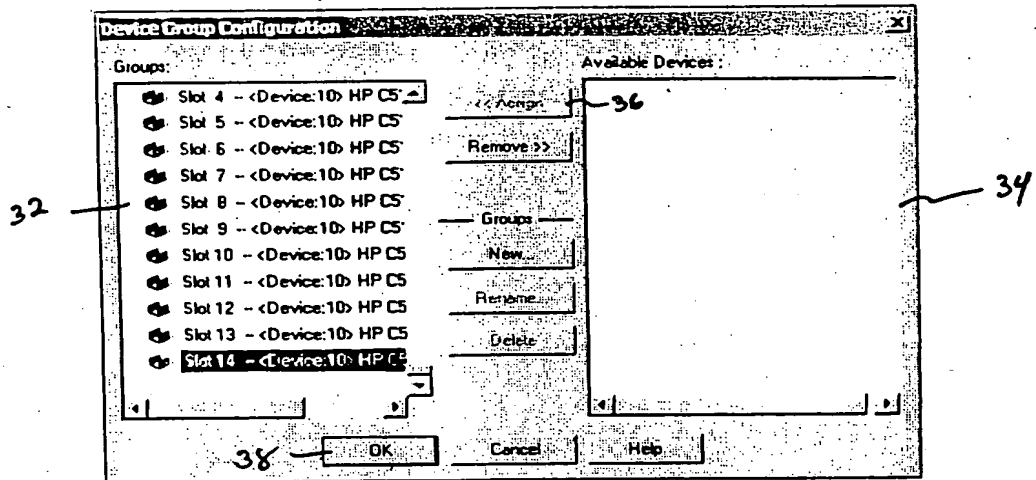 Device Group Configuration
Groups:
Available Devices :
Slot 4 -- <Device:10> HP C5
Slot 5 -- <Device:10> HP C5
Slot 6 -- <Device:10> HP C5
Slot 7 -- <Device:10> HP C5
Slot 8 -- <Device:10> HP C5
Slot 9 -- <Device:10> HP C5
Slot 10 -- <Device:10> HP C5
Slot 11 -- <Device:10> HP C5
Slot 12 -- <Device:10> HP C5
Slot 13 -- <Device:10> HP C5
Slot 14 -- <Device:10> HP C5
<< Assign
36
Remove >>
32
34
Groups
New...
Rename...
Delete
38
OK
Cancel
Help